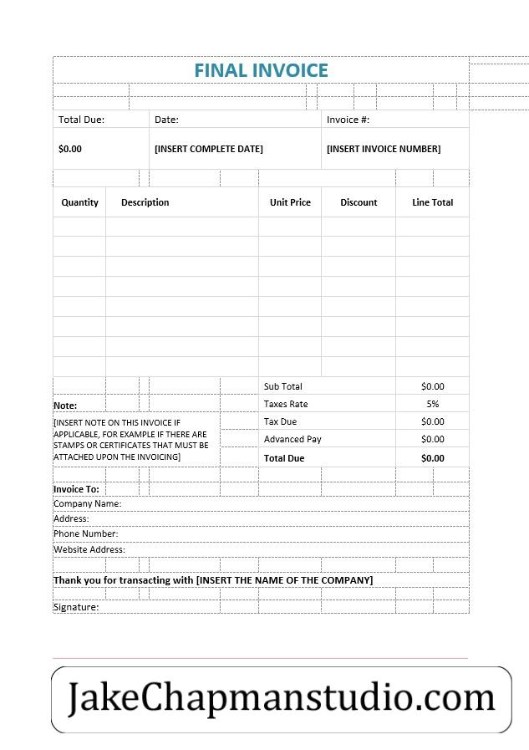 FINAL INVOICE
Total Due: Date: Invoice #:
$0.00 [INSERT COMPLETE DATE] [INSERT INVOICE NUMBER]
Quantity Description Unit Price Discount Line Total
Sub Total $0.00
Note: Taxes Rate 5%
[INSERT NOTE ON THIS INVOICE IF
APPLICABLE, FOR EXAMPLE IF THERE ARE
STAMPS OR CERTIFICATES THAT MUST BE
ATTACHED UPON THE INVOICING]
Tax Due $0.00
Advanced Pay $0.00
Total Due $0.00
Invoice To:
Company Name:
Address:
Phone Number:
Website Address:
Thank you for transacting with [INSERT THE NAME OF THE COMPANY]
Signature:
JakeChapmanstudio.com